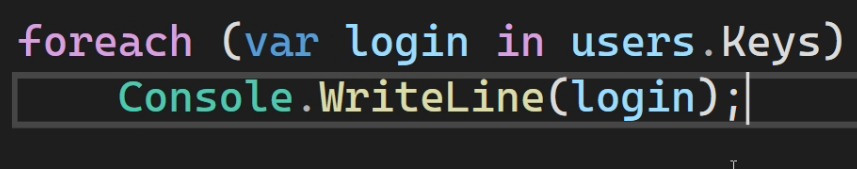 foreach (var login in users.Keys)
    Console.WriteLine(login);